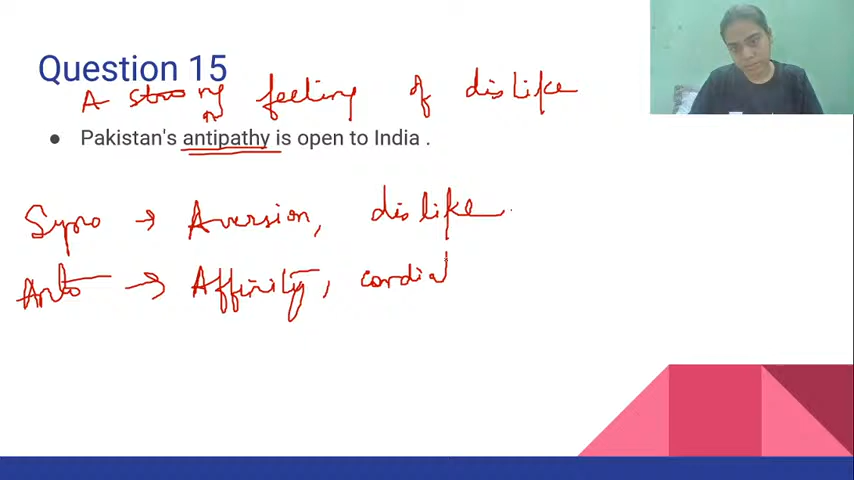 Question 15
A strong feeling of dislike
● Pakistan's antipathy is open to India .
Syno → Aversion, dislike.
Anto → Affinity, cordial